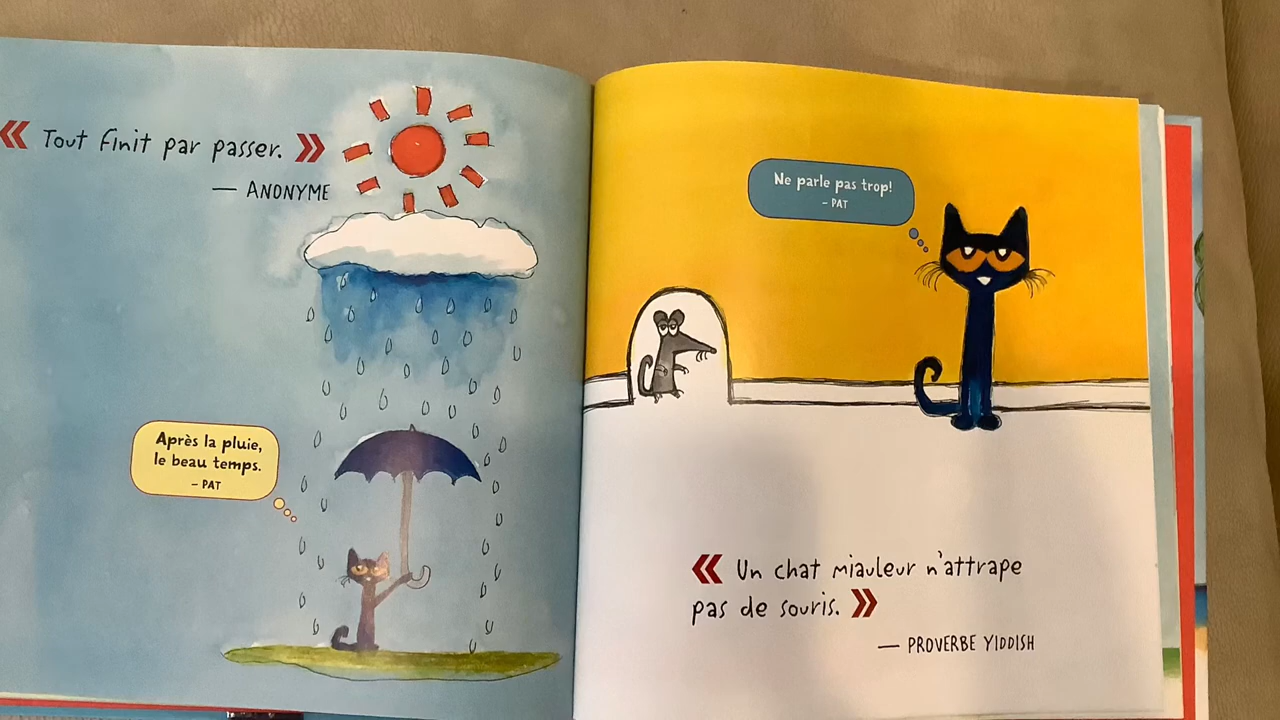 « Tout finit par passer. »
— ANONYME
Après la pluie,
le beau temps.
– PAT
Ne parle pas trop!
– PAT
« Un chat miauleur n'attrape
pas de souris. »
— PROVERBE YIDDISH